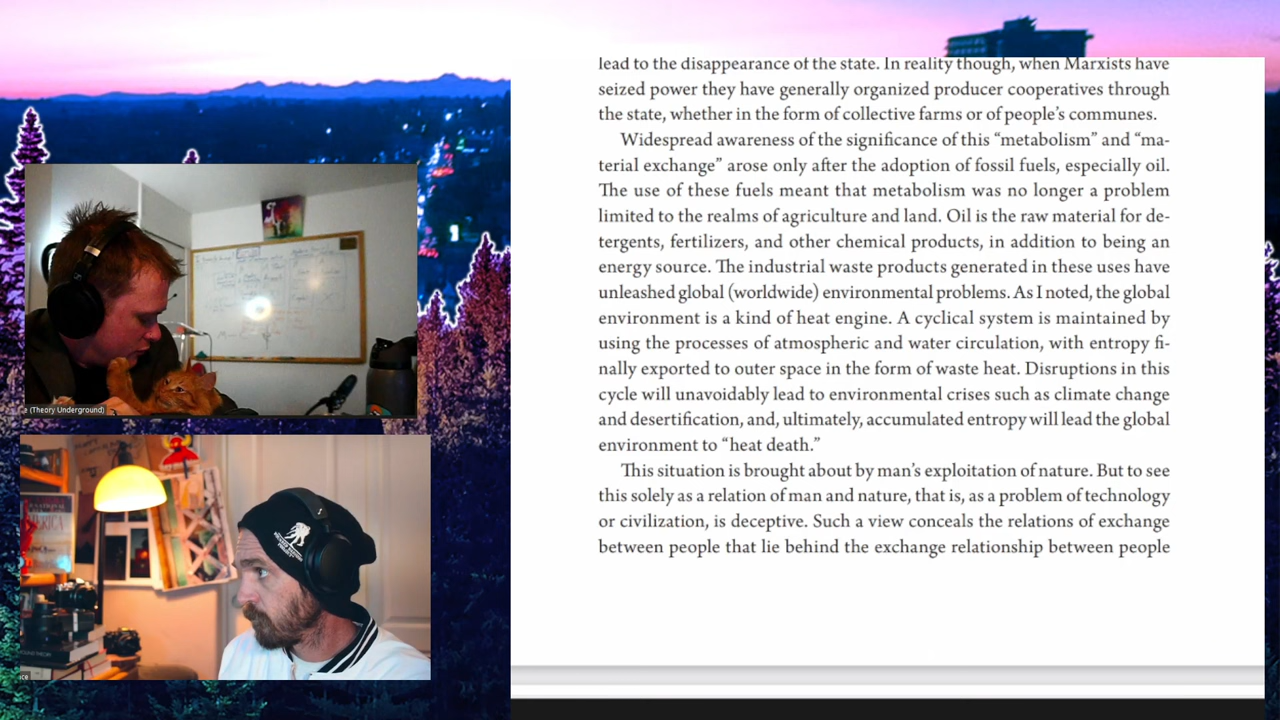 lead to the disappearance of the state. In reality though, when Marxists have
seized power they have generally organized producer cooperatives through
the state, whether in the form of collective farms or of people’s communes.
Widespread awareness of the significance of this “metabolism” and “ma-
terial exchange” arose only after the adoption of fossil fuels, especially oil.
The use of these fuels meant that metabolism was no longer a problem
limited to the realms of agriculture and land. Oil is the raw material for de-
tergents, fertilizers, and other chemical products, in addition to being an
energy source. The industrial waste products generated in these uses have
unleashed global (worldwide) environmental problems. As I noted, the global
environment is a kind of heat engine. A cyclical system is maintained by
using the processes of atmospheric and water circulation, with entropy fi-
nally exported to outer space in the form of waste heat. Disruptions in this
cycle will unavoidably lead to environmental crises such as climate change
and desertification, and, ultimately, accumulated entropy will lead the global
environment to “heat death.”
This situation is brought about by man’s exploitation of nature. But to see
this solely as a relation of man and nature, that is, as a problem of technology
or civilization, is deceptive. Such a view conceals the relations of exchange
between people that lie behind the exchange relationship between people
e (Theory Underground)
ice